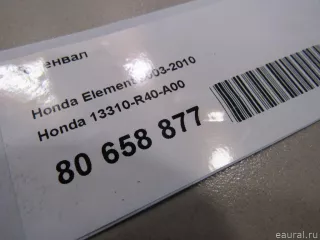 енвал
Honda Element 2003-2010
Honda 13310-R40-A00
80 658 877
eaural.ru